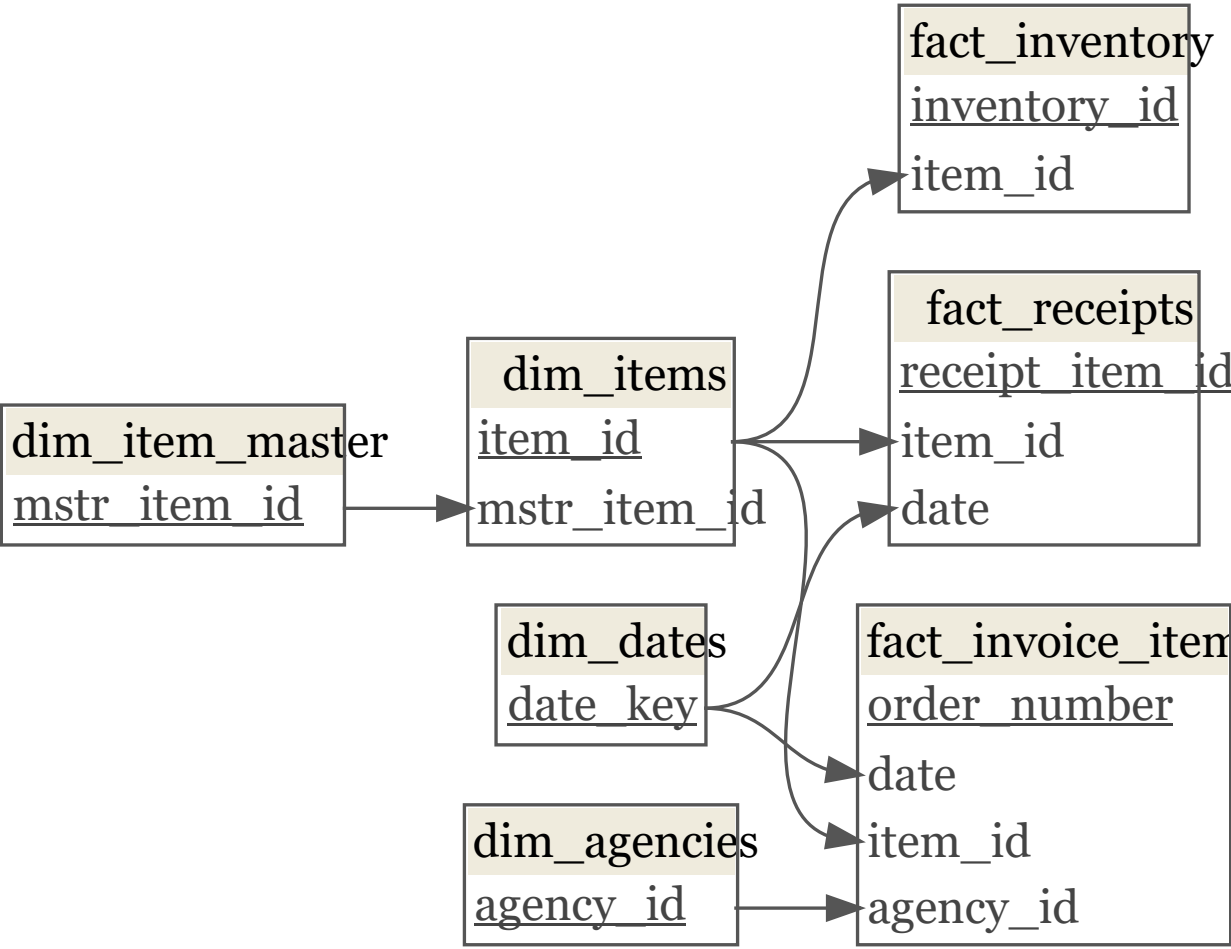 fact_inventory
inventory_id
item_id
fact_receipts
receipt_item_id
item_id
date
dim_items
item_id
mstr_item_id
dim_item_master
mstr_item_id
dim_dates
date_key
fact_invoice_item
order_number
date
item_id
agency_id
dim_agencies
agency_id